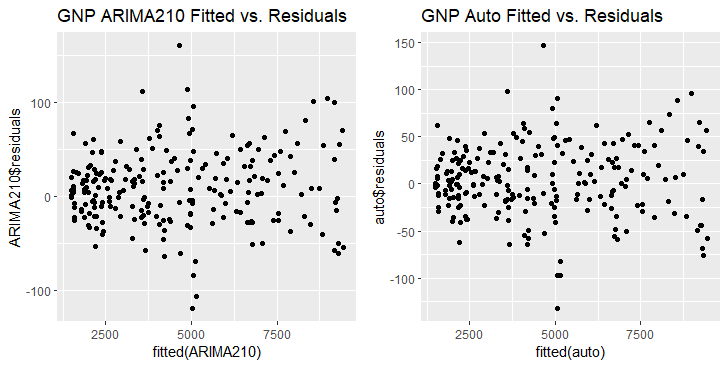 GNP ARIMA210 Fitted vs. Residuals
ARIMA210$residuals
100
0
-100
2500 5000 7500
fitted(ARIMA210)
GNP Auto Fitted vs. Residuals
auto$residuals
150
100
50
0
-50
-100
2500 5000 7500
fitted(auto)